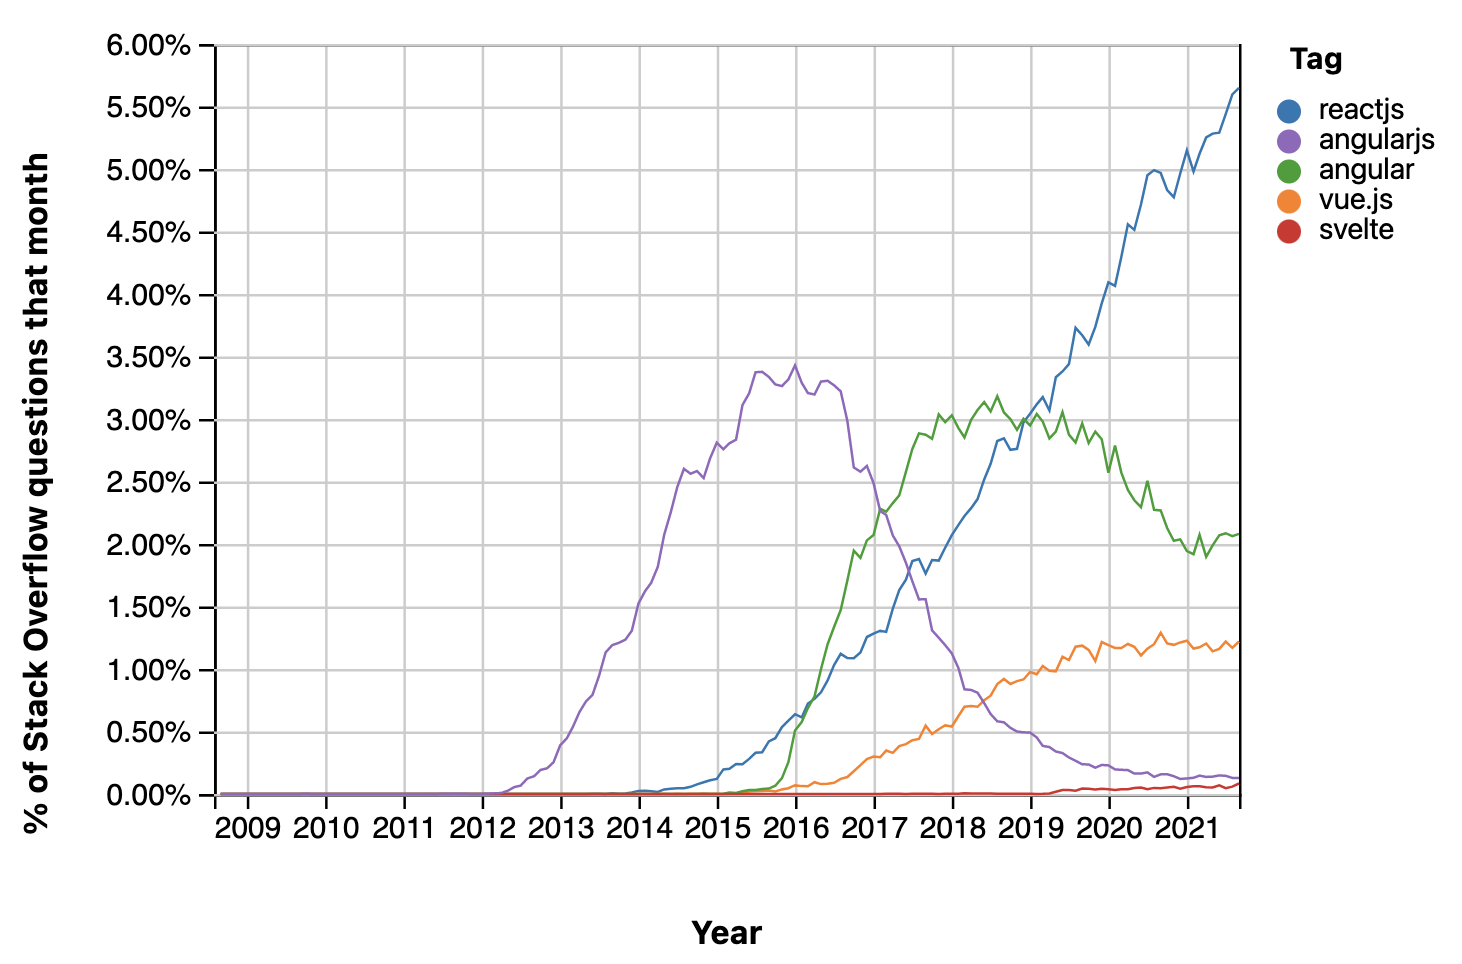 6.00%
5.50%
5.00%
4.50%
4.00%
3.50%
3.00%
2.50%
2.00%
1.50%
1.00%
0.50%
0.00%
% of Stack Overflow questions that month
2009 2010 2011 2012 2013 2014 2015 2016 2017 2018 2019 2020 2021
Year
Tag
reactjs
angularjs
angular
vue.js
svelte